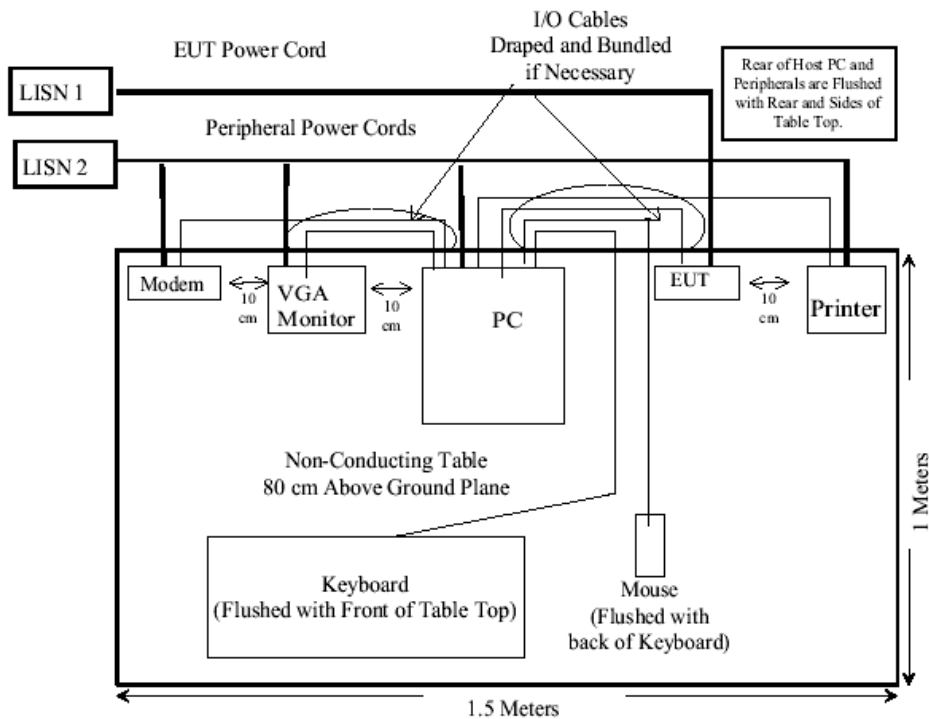 I/O Cables
Draped and Bundled
if Necessary
EUT Power Cord
Rear of Host PC and
Peripherals are Flushed
with Rear and Sides of
Table Top.
LISN 1
Peripheral Power Cords
LISN 2
Modem
10
cm
VGA
Monitor
10
cm
PC
EUT
10
cm
Printer
Non-Conducting Table
80 cm Above Ground Plane
1 Meters
Keyboard
(Flushed with Front of Table Top)
Mouse
(Flushed with
back of Keyboard)
1.5 Meters